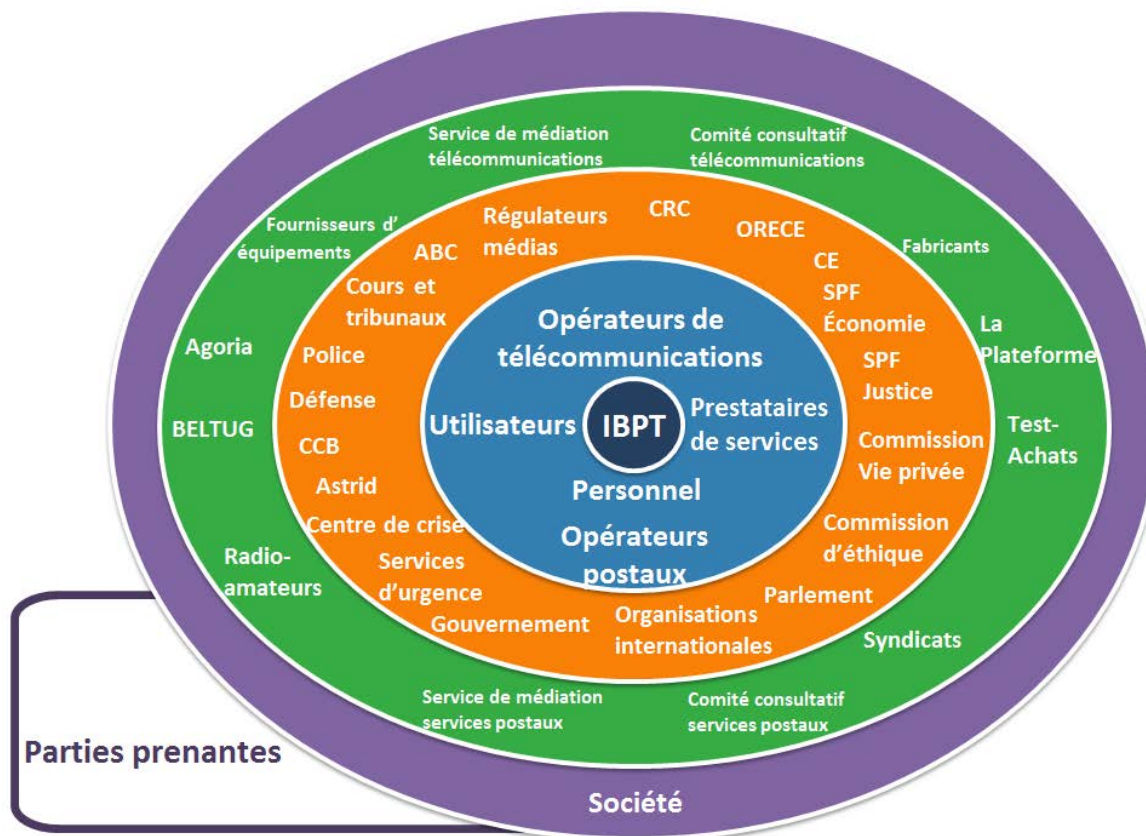 Service de médiation
télécommunications
Comité consultatif
télécommunications
Fournisseurs d'
équipements
Fabricants
Agoria
La
Plateforme
BELTUG
Test-
Achats
Radio-
amateurs
Syndicats
Service de médiation
services postaux
Comité consultatif
services postaux
Régulateurs
médias
CRC
ORECE
ABC
CE
Cours et
tribunaux
SPF
Économie
Police
SPF
Justice
Défense
CCB
Commission
Vie privée
Astrid
Centre de crise
Commission
d'éthique
Services
d'urgence
Parlement
Gouvernement
Organisations
internationales
Opérateurs de
télécommunications
Utilisateurs
IBPT
Prestataires
de services
Personnel
Opérateurs
postaux
Parties prenantes
Société